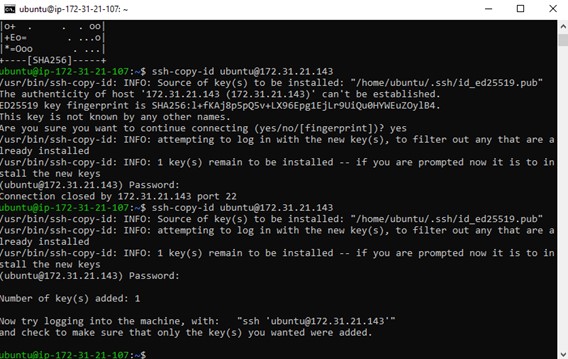 ubuntu@ip-172-31-21-107: ~
|o+ . . . oo|
|+Eo= . ...o|
|*=Ooo . ...|
+----[SHA256]-----+
ubuntu@ip-172-31-21-107:~$ ssh-copy-id ubuntu@172.31.21.143
/usr/bin/ssh-copy-id: INFO: Source of key(s) to be installed: "/home/ubuntu/.ssh/id_ed25519.pub"
The authenticity of host '172.31.21.143 (172.31.21.143)' can't be established.
ED25519 key fingerprint is SHA256:l+fKAj8p5pQ5v+LX96Epg1EjLr9UiQu0HYWEuZOylB4.
This key is not known by any other names.
Are you sure you want to continue connecting (yes/no/[fingerprint])? yes
/usr/bin/ssh-copy-id: INFO: attempting to log in with the new key(s), to filter out any that are a
lready installed
/usr/bin/ssh-copy-id: INFO: 1 key(s) remain to be installed -- if you are prompted now it is to in
stall the new keys
(ubuntu@172.31.21.143) Password:
Connection closed by 172.31.21.143 port 22
ubuntu@ip-172-31-21-107:~$ ssh-copy-id ubuntu@172.31.21.143
/usr/bin/ssh-copy-id: INFO: Source of key(s) to be installed: "/home/ubuntu/.ssh/id_ed25519.pub"
/usr/bin/ssh-copy-id: INFO: attempting to log in with the new key(s), to filter out any that are a
lready installed
/usr/bin/ssh-copy-id: INFO: 1 key(s) remain to be installed -- if you are prompted now it is to in
stall the new keys
(ubuntu@172.31.21.143) Password:
Number of key(s) added: 1
Now try logging into the machine, with:   "ssh 'ubuntu@172.31.21.143'"
and check to make sure that only the key(s) you wanted were added.
ubuntu@ip-172-31-21-107:~$